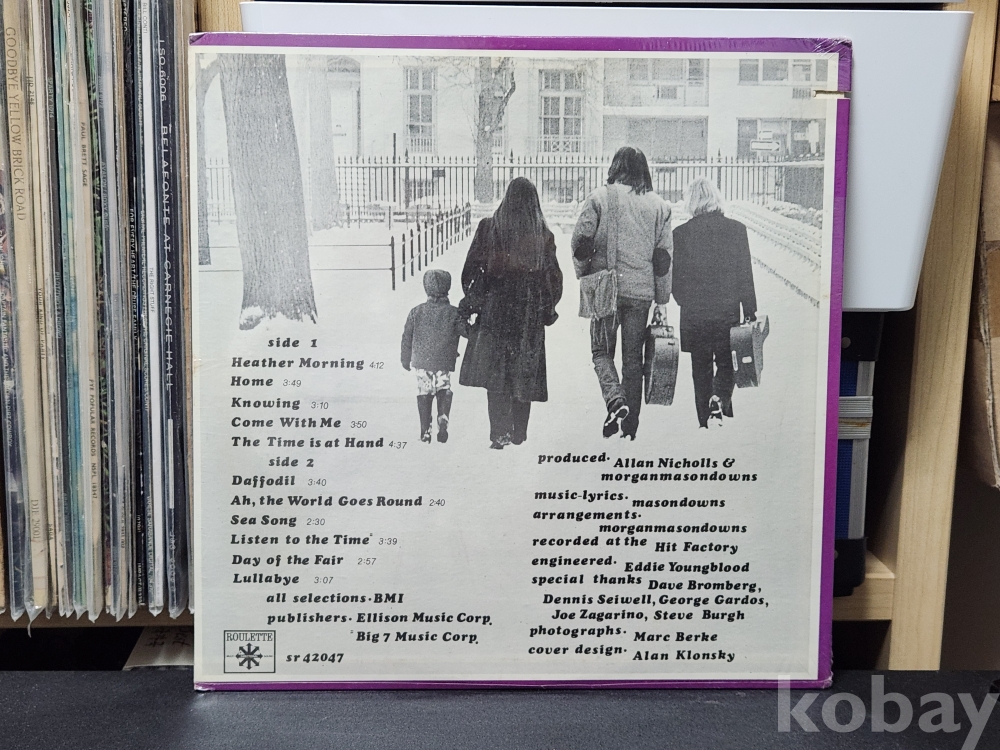 GOODBYE YELLOW BRICK ROAD
PAUL BRETT SAGE
LSO-6006
BELAFONTE AT CARNEGIE HALL
side 1
Heather Morning 4:12
Home 3:49
Knowing 3:10
Come With Me 3:50
The Time is at Hand 4:37
side 2
Daffodil 3:40
Ah, the World Goes Round 2:40
Sea Song 2:30
Listen to the Time 3:39
Day of the Fair 2:57
Lullabye 3:07
all selections·BMI
publishers· Ellison Music Corp.
Big 7 Music Corp.
ROULETTE
sr 42047
produced· Allan Nicholls &
morganmasondowns
music-lyrics· masondowns
arrangements·
morganmasondowns
recorded at the Hit Factory
engineered· Eddie Youngblood
special thanks Dave Bromberg,
Dennis Seiwell, George Gardos,
Joe Zagarino, Steve Burgh
photographs· Marc Berke
cover design· Alan Klonsky
kobay